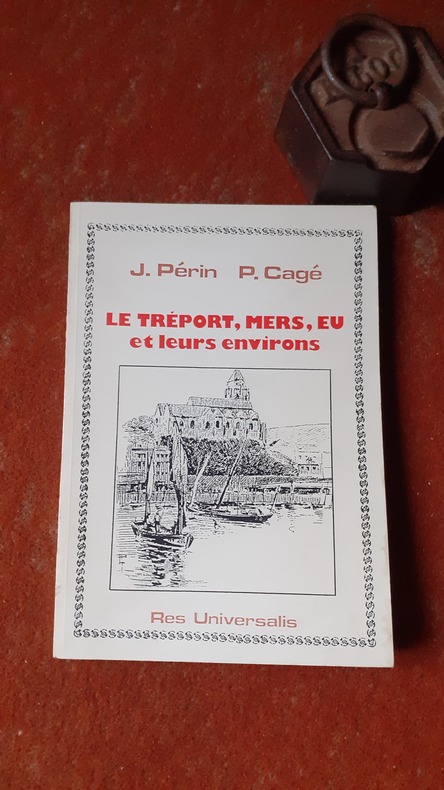 J. Périn P. Cagé
LE TRÉPORT, MERS, EU
et leurs environs
Res Universalis